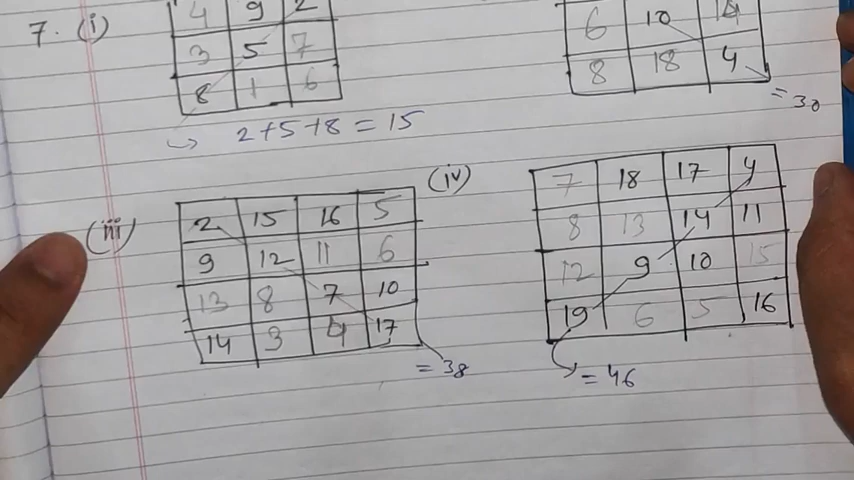 7. (i)
4 9 2
3 5 7
8 1 6
2+5+8 = 15
6 10 14
8 18 4
= 30
(iii)
2 15 16 5
9 12 11 6
13 8 7 10
14 3 4 17
= 38
(iv)
7 18 17 4
8 13 14 11
12 9 10 15
19 6 5 16
= 46